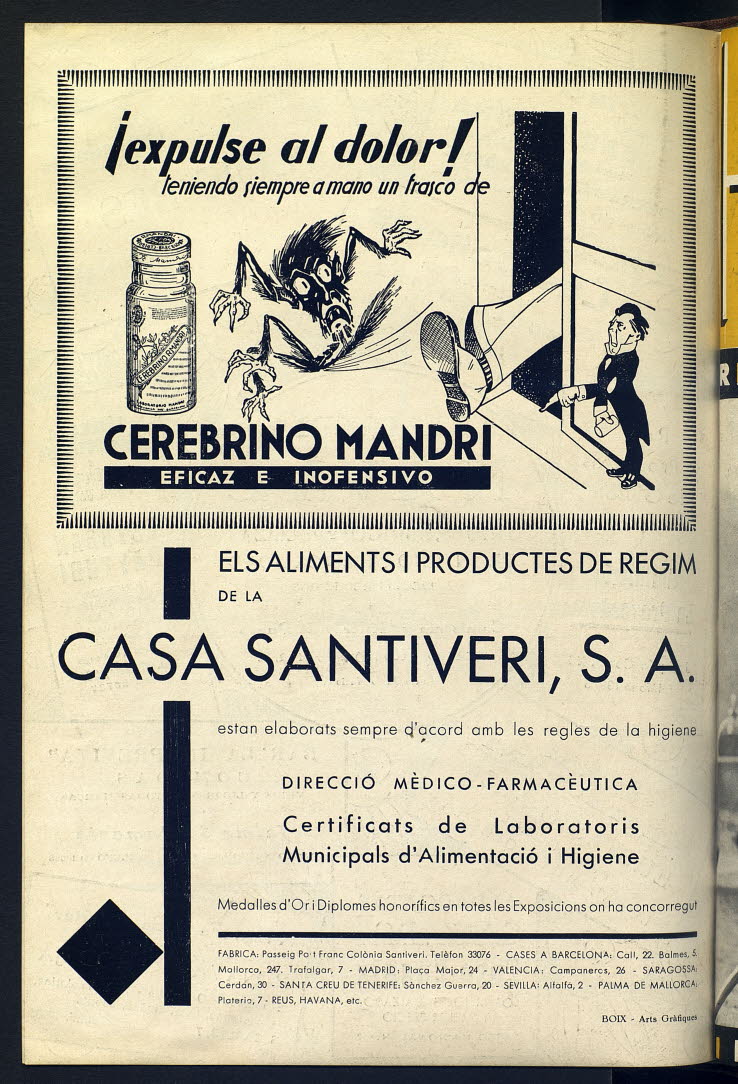 ¡expulse al dolor!
teniendo siempre a mano un frasco de
CEREBRINO MANDRI
CEREBRINO MANDRI
EFICAZ E INOFENSIVO
ELS ALIMENTS I PRODUCTES DE REGIM
DE LA
CASA SANTIVERI, S. A.
estan elaborats sempre d'acord amb les regles de la higiene
DIRECCIÓ MÈDICO-FARMACÈUTICA
Certificats de Laboratoris
Municipals d'Alimentació i Higiene
Medalles d'Or i Diplomes honorífics en totes les Exposicions on ha concorregut
FABRICA: Passeig Port Franc Colònia Santiveri. Telèfon 33076 - CASES A BARCELONA: Call, 22. Balmes, 5.
Mallorca, 247. Trafalgar, 7 - MADRID: Plaça Major, 24 - VALENCIA: Campaneros, 26 - SARAGOSSA:
Cerdán, 30 - SANTA CREU DE TENERIFE: Sànchez Guerra, 20 - SEVILLA: Alfalfa, 2 - PALMA DE MALLORCA:
Plateria, 7 - REUS, HAVANA, etc.
BOIX - Arts Gràfiques